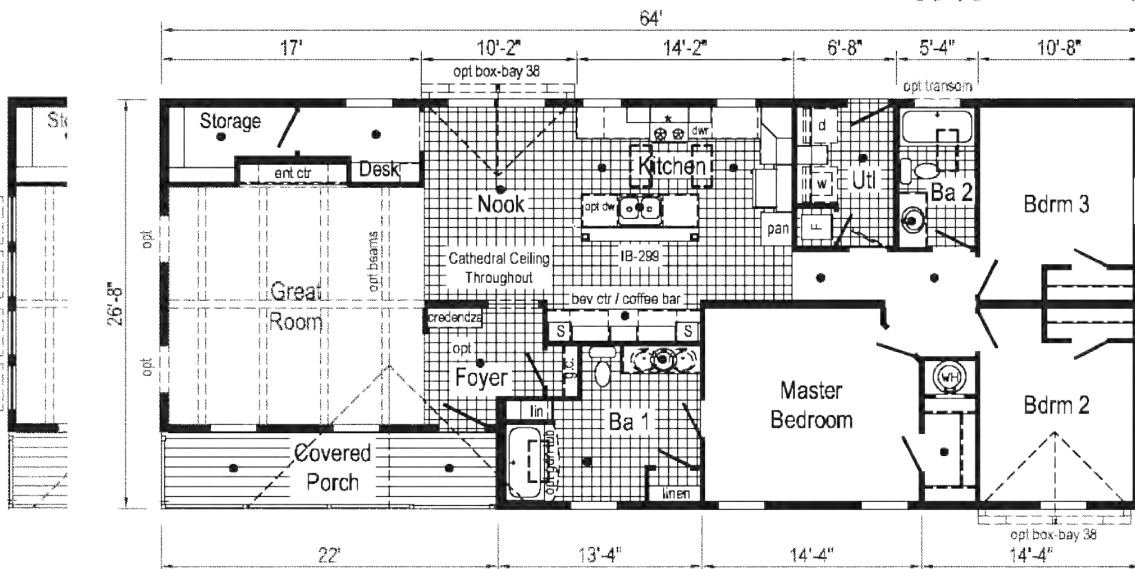 64'
17'
10'-2"
14'-2"
6'-8"
5'-4"
10'-8"
opt box-bay 38
opt transom
26'-8"
Storage
ent ctr
Desk
opt
opt
opt beams
Great
Room
Nook
Cathedral Ceiling
Throughout
Kitchen
dwr
opt dw
IB-299
pan
bev ctr / coffee bar
S
S
credendza
opt
Foyer
g.c.
lin
Ba 1
linen
d
w
F
Utl
Ba 2
Bdrm 3
Master
Bedroom
WH
Bdrm 2
Covered
Porch
opt box-bay 38
22'
13'-4"
14'-4"
14'-4"